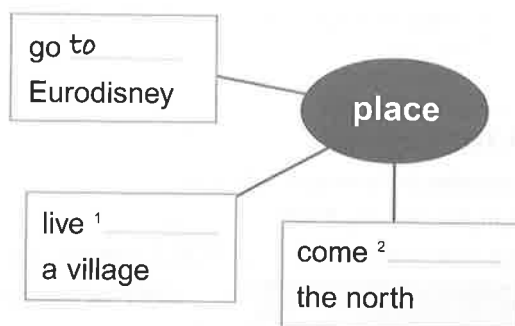 go to
Eurodisney
place
live 1
a village
come 2
the north